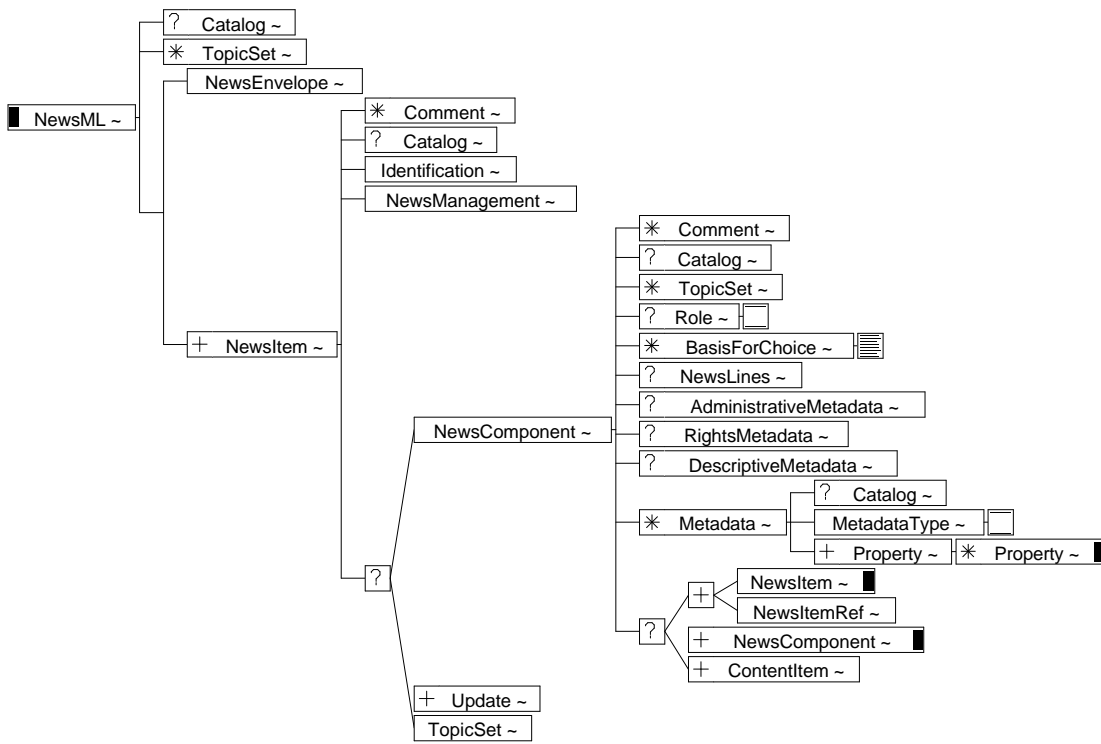 ? Catalog ~
* TopicSet ~
NewsEnvelope ~
NewsML ~
* Comment ~
? Catalog ~
Identification ~
NewsManagement ~
* Comment ~
? Catalog ~
* TopicSet ~
? Role ~
+ NewsItem ~
* BasisForChoice ~
? NewsLines ~
? AdministrativeMetadata ~
NewsComponent ~
? RightsMetadata ~
? DescriptiveMetadata ~
? Catalog ~
* Metadata ~
MetadataType ~
+ Property ~
* Property ~
?
NewsItem ~
+
NewsItemRef ~
?
+ NewsComponent ~
+ ContentItem ~
+ Update ~
TopicSet ~